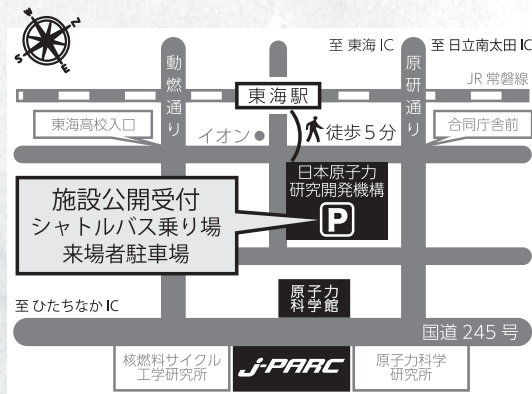 N
S
E
W
至 東海 IC
至 日立南太田 IC
動燃通り
原研通り
JR 常磐線
東海駅
東海高校入口
イオン
徒歩 5 分
合同庁舎前
日本原子力
研究開発機構
P
施設公開受付
シャトルバス乗り場
来場者駐車場
原子力
科学館
至 ひたちなか IC
国道 245 号
核燃料サイクル
工学研究所
J-PARC
原子力科学
研究所